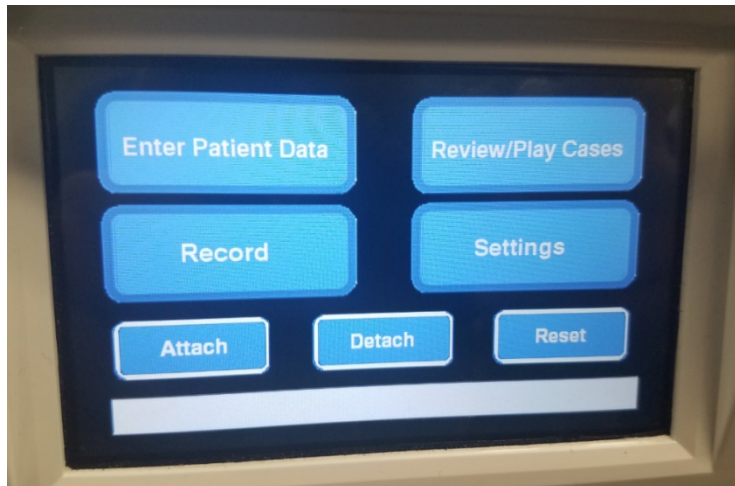 Enter Patient Data
Review/Play Cases
Record
Settings
Attach
Detach
Reset